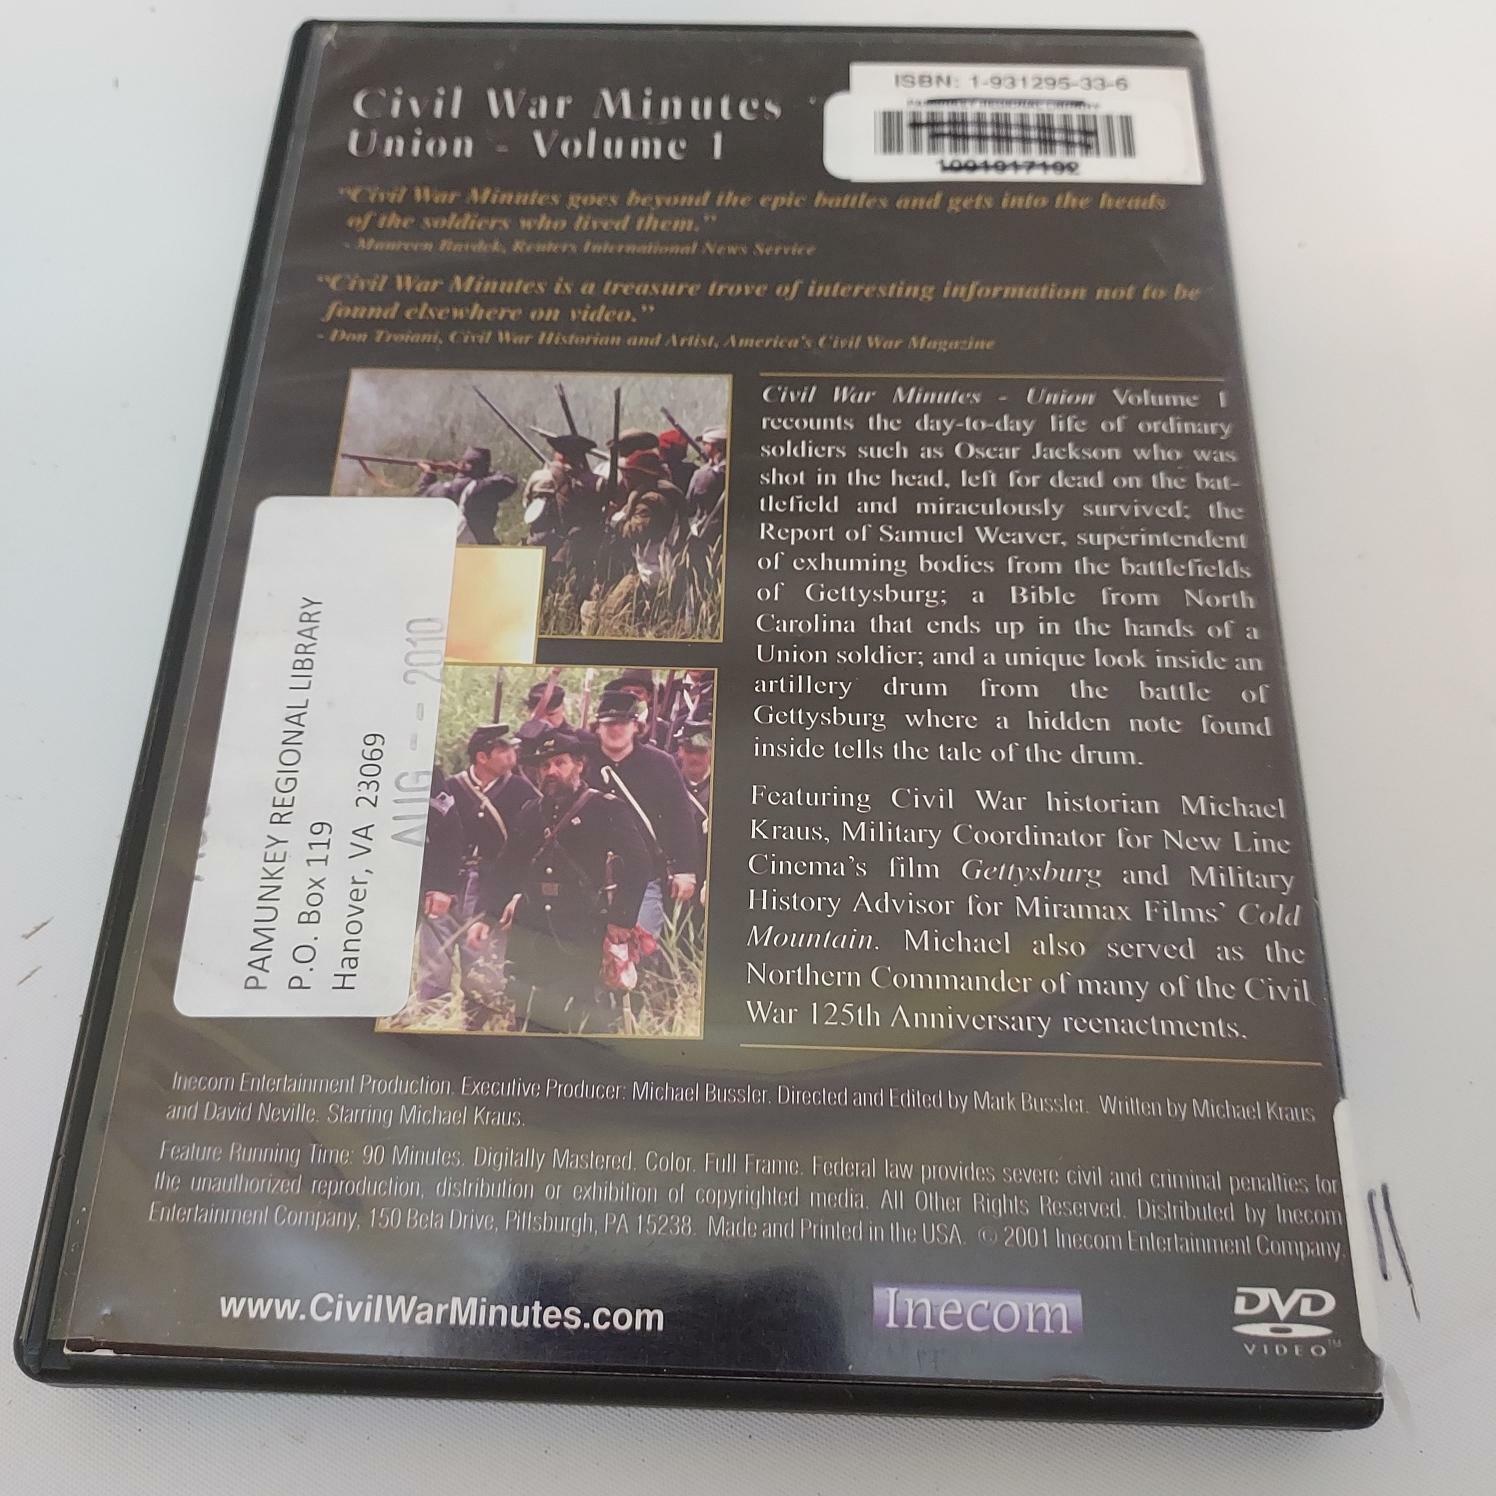 Civil War Minutes
Union - Volume 1
ISBN: 1-931295-33-6
1001017102
"Civil War Minutes goes beyond the epic battles and gets into the heads
of the soldiers who lived them."
- Maureen Reuters International News Service
"Civil War Minutes is a treasure trove of interesting information not to be
found elsewhere on video."
- Don Troiani, Civil War Historian and Artist, America's Civil War Magazine
Civil War Minutes - Union Volume 1
recounts the day-to-day life of ordinary
soldiers such as Oscar Jackson who was
shot in the head, left for dead on the bat-
tlefield and miraculously survived; the
Report of Samuel Weaver, superintendent
of exhuming bodies from the battlefields
of Gettysburg; a Bible from North
Carolina that ends up in the hands of a
Union soldier; and a unique look inside an
artillery drum from the battle of
Gettysburg where a hidden note found
inside tells the tale of the drum.
Featuring Civil War historian Michael
Kraus, Military Coordinator for New Line
Cinema's film Gettysburg and Military
History Advisor for Miramax Films' Cold
Mountain. Michael also served as the
Northern Commander of many of the Civil
War 125th Anniversary reenactments.
PAMUNKEY REGIONAL LIBRARY
P.O. Box 119
Hanover, VA 23069
AUG -- 2010
Inecom Entertainment Production. Executive Producer: Michael Bussler. Directed and Edited by Mark Bussler. Written by Michael Kraus
and David Neville. Starring Michael Kraus.
Feature Running Time: 90 Minutes. Digitally Mastered. Color. Full Frame. Federal law provides severe civil and criminal penalties for
the unauthorized reproduction, distribution or exhibition of copyrighted media. All Other Rights Reserved. Distributed by Inecom
Entertainment Company, 150 Beta Drive, Pittsburgh, PA 15238. Made and Printed in the USA. © 2001 Inecom Entertainment Company.
www.CivilWarMinutes.com
Inecom
DVD
VIDEO™